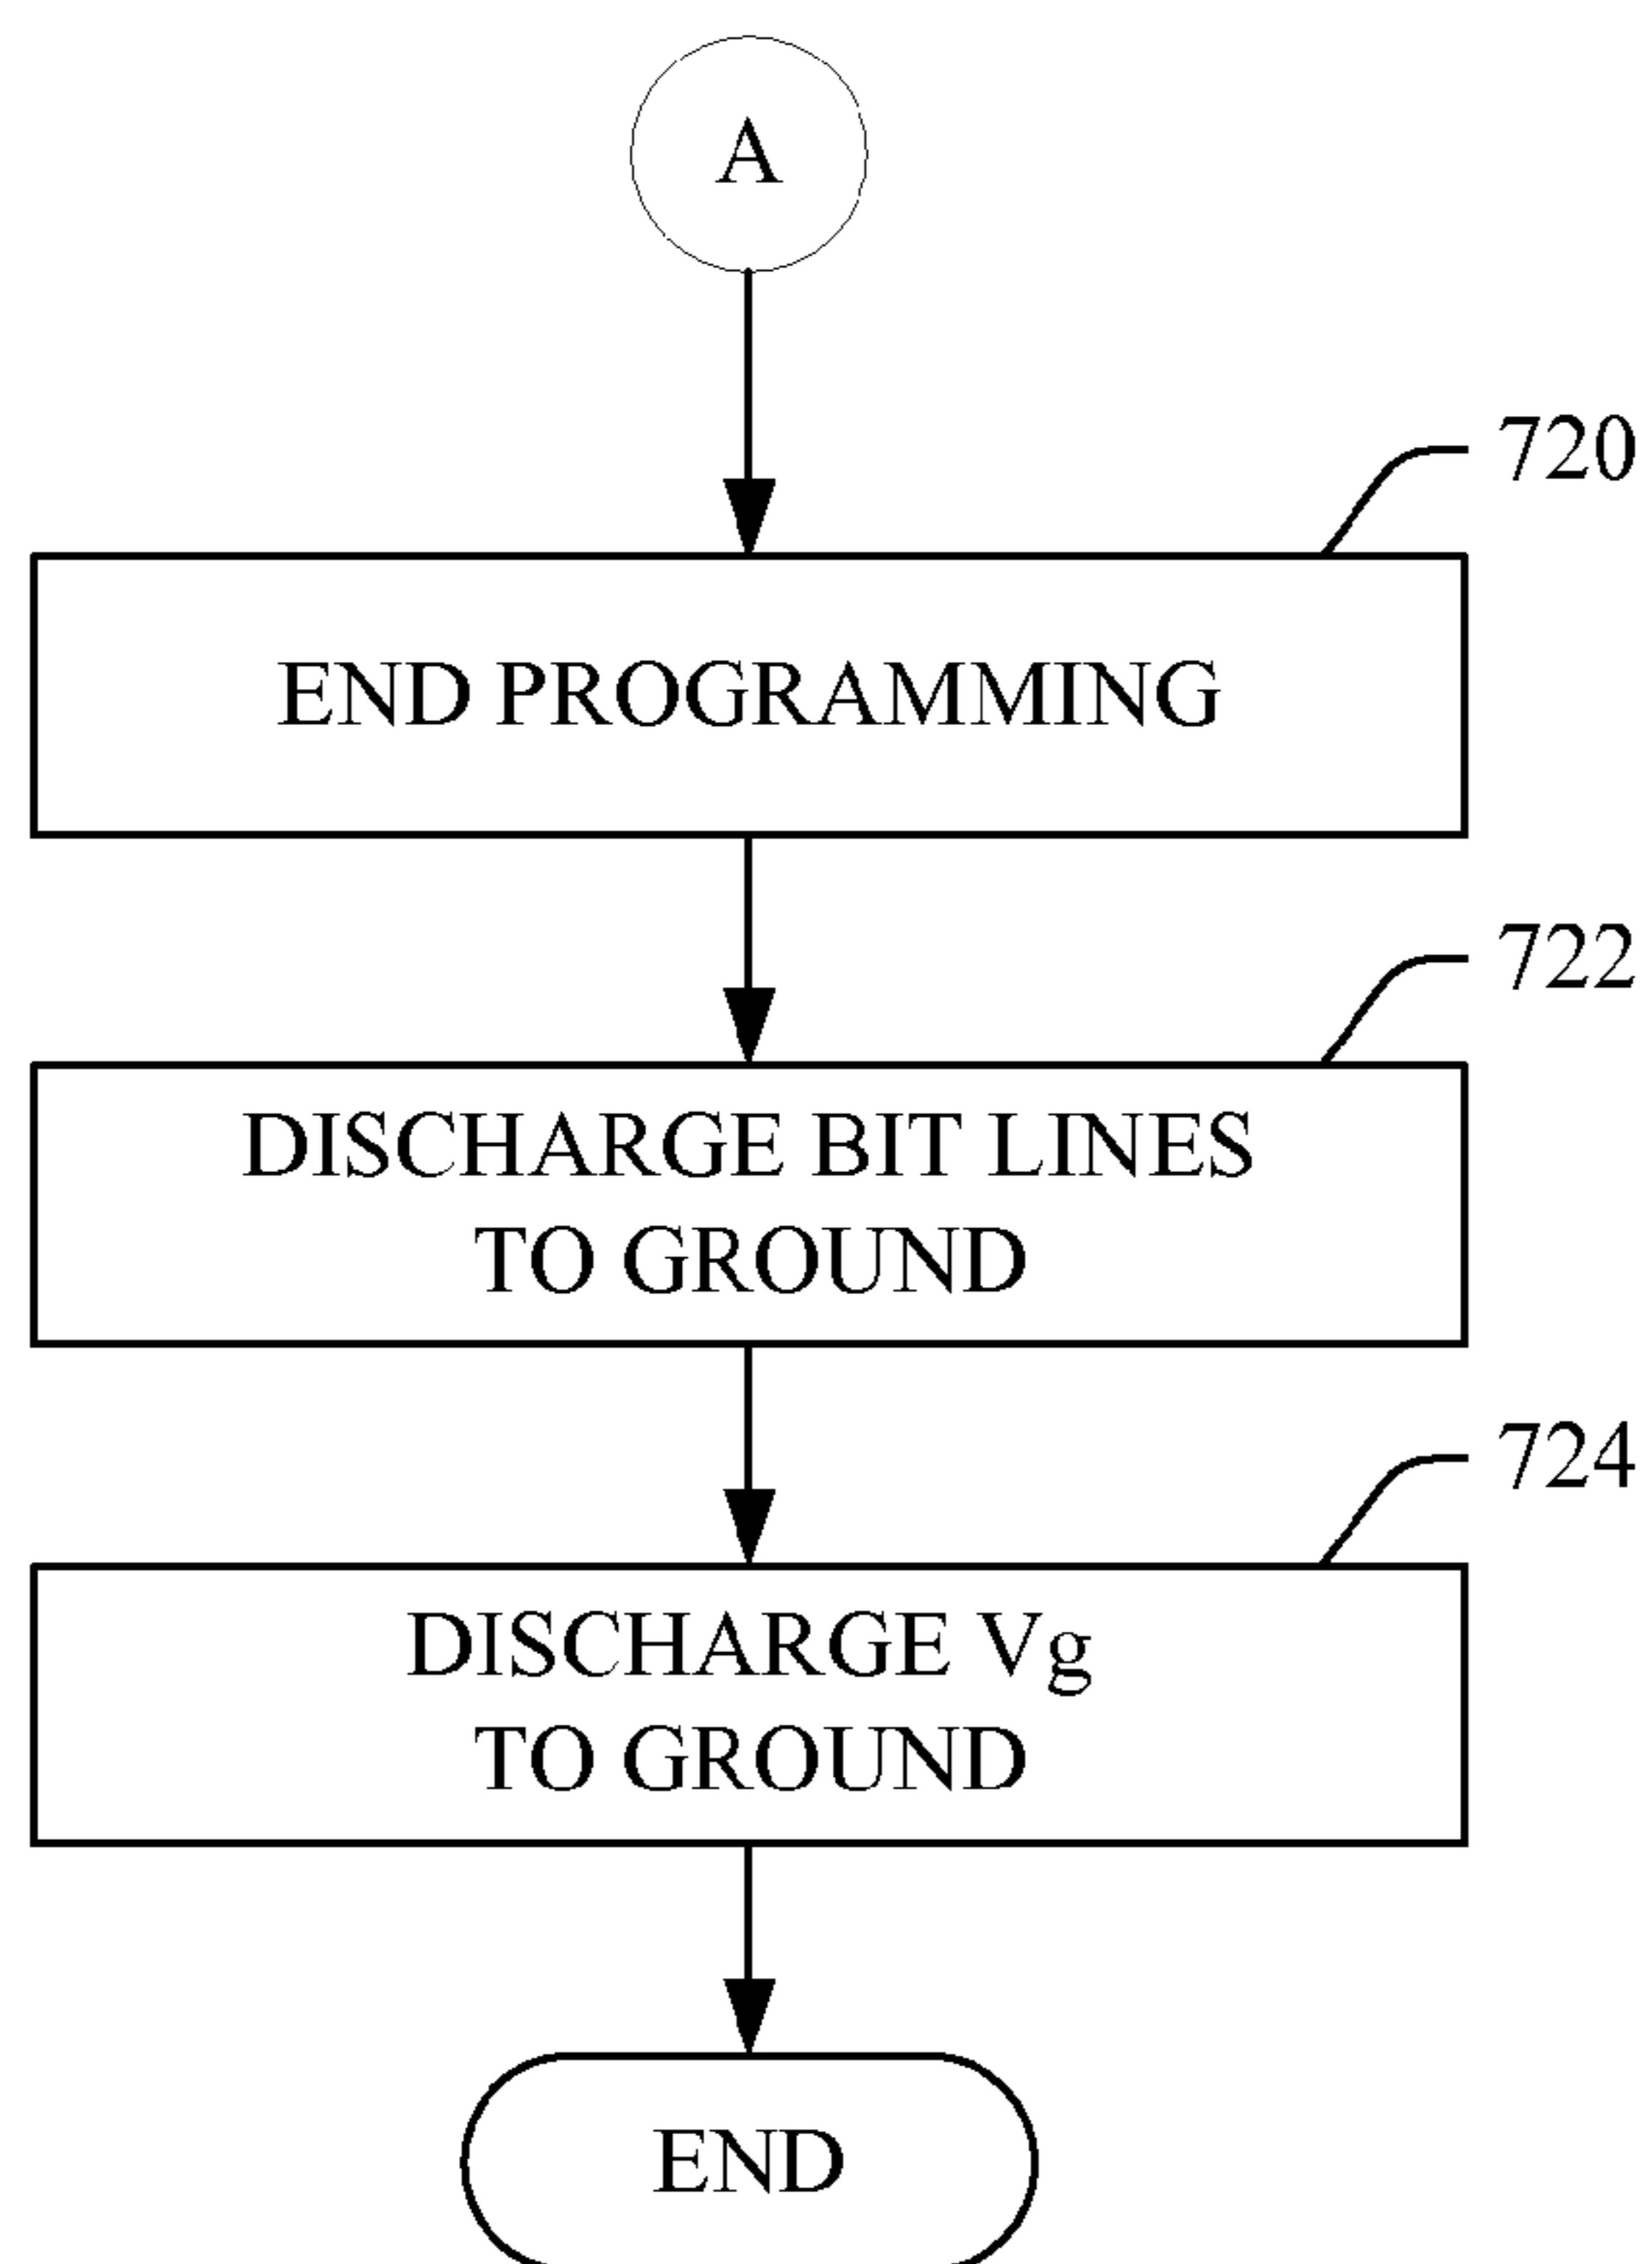 A
720
END PROGRAMMING
722
DISCHARGE BIT LINES
TO GROUND
724
DISCHARGE Vg
TO GROUND
END